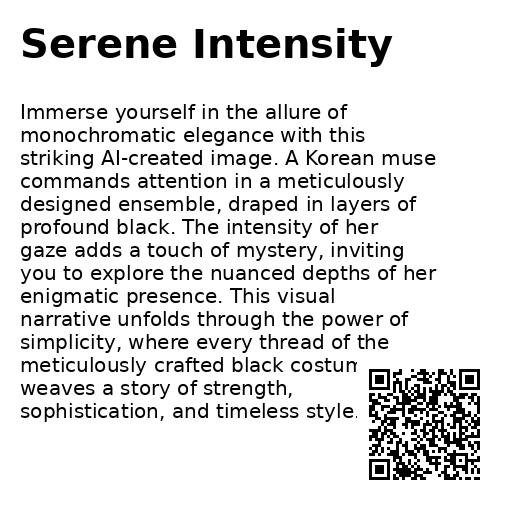 Serene Intensity
Immerse yourself in the allure of
monochromatic elegance with this
striking AI-created image. A Korean muse
commands attention in a meticulously
designed ensemble, draped in layers of
profound black. The intensity of her
gaze adds a touch of mystery, inviting
you to explore the nuanced depths of her
enigmatic presence. This visual
narrative unfolds through the power of
simplicity, where every thread of the
meticulously crafted black costum
weaves a story of strength,
sophistication, and timeless style.